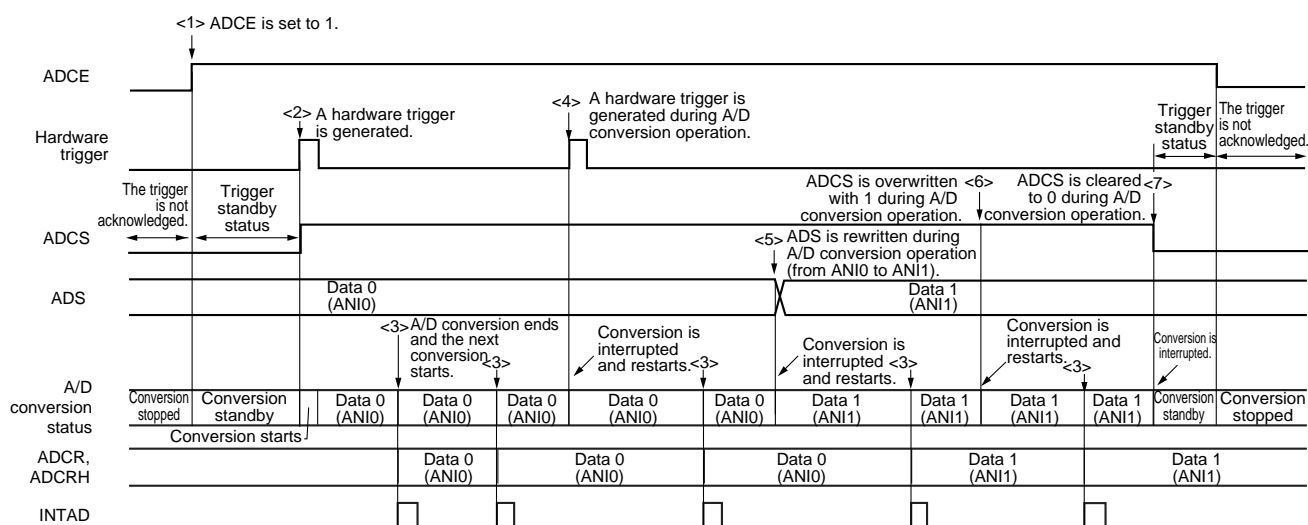 <1> ADCE is set to 1.
ADCE
<2> A hardware trigger
is generated.
<4> A hardware trigger is
generated during A/D
conversion operation.
Trigger
standby
status
The trigger
is not
acknowledged.
Hardware
trigger
The trigger
is not
acknowledged.
Trigger
standby
status
ADCS is overwritten <6>
with 1 during A/D
conversion operation.
ADCS is cleared <7>
to 0 during A/D
conversion operation.
ADCS
<5> ADS is rewritten during
A/D conversion operation
(from ANI0 to ANI1).
ADS
Data 0
(ANI0)
Data 1
(ANI1)
<3> A/D conversion ends
and the next
conversion
starts.
<3>
Conversion is
interrupted
and restarts.
<3>
Conversion is
interrupted
and restarts.
<3>
Conversion is
interrupted and
restarts.
<3>
Conversion is
interrupted.
A/D
conversion
status
Conversion
stopped
Conversion
standby
Conversion starts
Data 0
(ANI0)
Data 0
(ANI0)
Data 0
(ANI0)
Data 0
(ANI0)
Data 0
(ANI0)
Data 1
(ANI1)
Data 1
(ANI1)
Data 1
(ANI1)
Data 1
(ANI1)
Conversion
standby
Conversion
stopped
ADCR,
ADCRH
Data 0
(ANI0)
Data 0
(ANI0)
Data 0
(ANI0)
Data 1
(ANI1)
Data 1
(ANI1)
INTAD